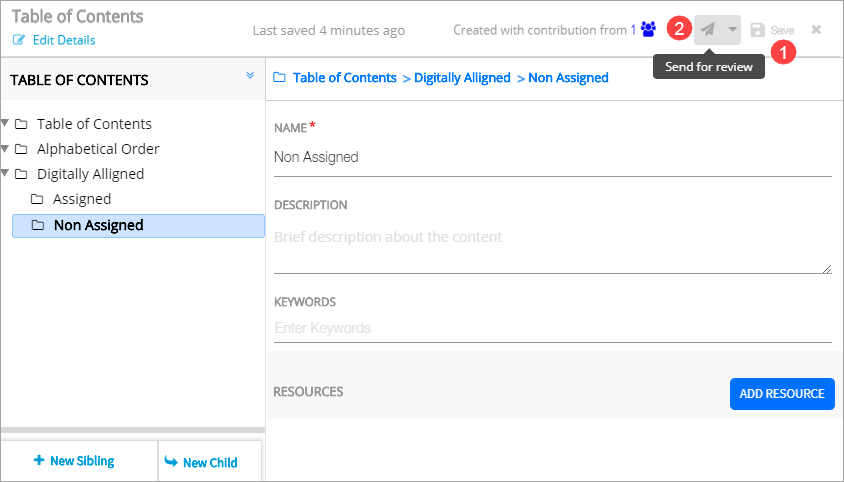 Table of Contents
Edit Details
Last saved 4 minutes ago
Created with contribution from 1
2
Save
1
Send for review
TABLE OF CONTENTS
Table of Contents > Digitally Alligned > Non Assigned
Table of Contents
Alphabetical Order
Digitally Alligned
Assigned
Non Assigned
NAME*
Non Assigned
DESCRIPTION
Brief description about the content
KEYWORDS
Enter Keywords
RESOURCES
ADD RESOURCE
New Sibling
New Child